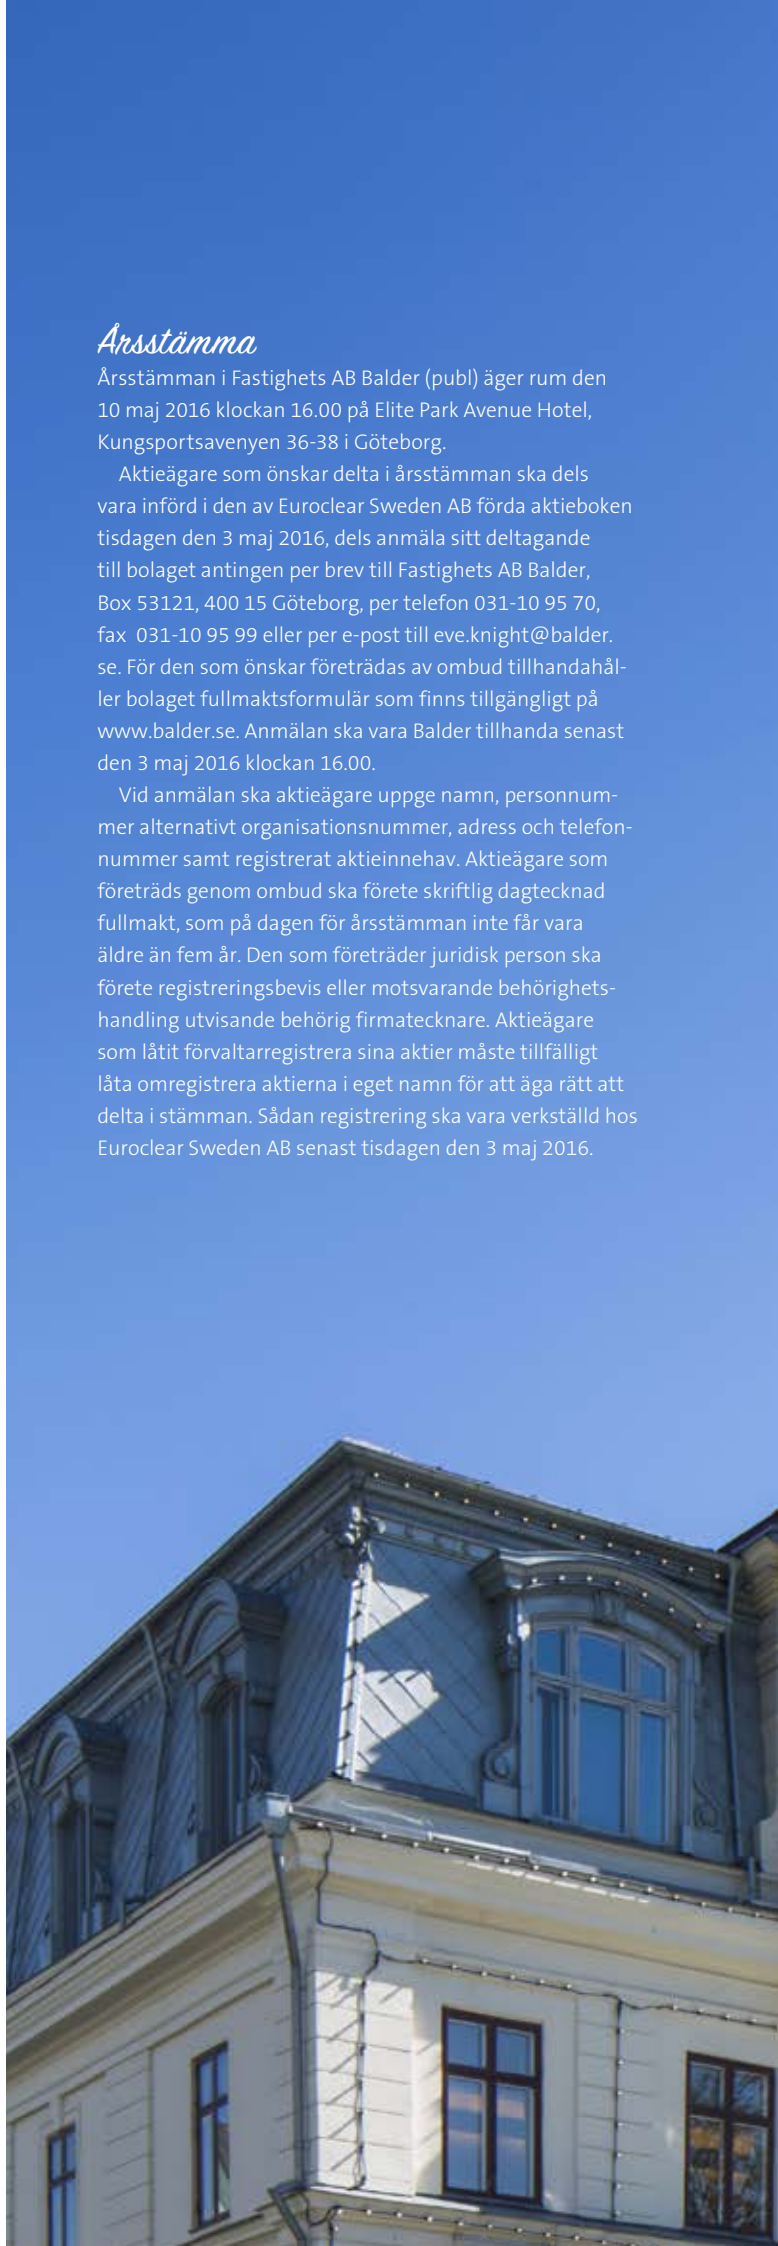 Årsstämma
Årsstämman i Fastighets AB Balder (publ) äger rum den
10 maj 2016 klockan 16.00 på Elite Park Avenue Hotel,
Kungsportsavenyen 36-38 i Göteborg.
Aktieägare som önskar delta i årsstämman ska dels
vara införd i den av Euroclear Sweden AB förda aktieboken
tisdagen den 3 maj 2016, dels anmäla sitt deltagande
till bolaget antingen per brev till Fastighets AB Balder,
Box 53121, 400 15 Göteborg, per telefon 031-10 95 70,
fax 031-10 95 99 eller per e-post till eve.knight@balder.
se. För den som önskar företrädas av ombud tillhandahål-
ler bolaget fullmaktsformulär som finns tillgängligt på
www.balder.se. Anmälan ska vara Balder tillhanda senast
den 3 maj 2016 klockan 16.00.
Vid anmälan ska aktieägare uppge namn, personnum-
mer alternativt organisationsnummer, adress och telefon-
nummer samt registrerat aktieinnehav. Aktieägare som
företräds genom ombud ska förete skriftlig dagtecknad
fullmakt, som på dagen för årsstämman inte får vara
äldre än fem år. Den som företräder juridisk person ska
förete registreringsbevis eller motsvarande behörighets-
handling utvisande behörig firmatecknare. Aktieägare
som låtit förvaltarregistrera sina aktier måste tillfälligt
låta omregistrera aktierna i eget namn för att äga rätt att
delta i stämman. Sådan registrering ska vara verkställd hos
Euroclear Sweden AB senast tisdagen den 3 maj 2016.